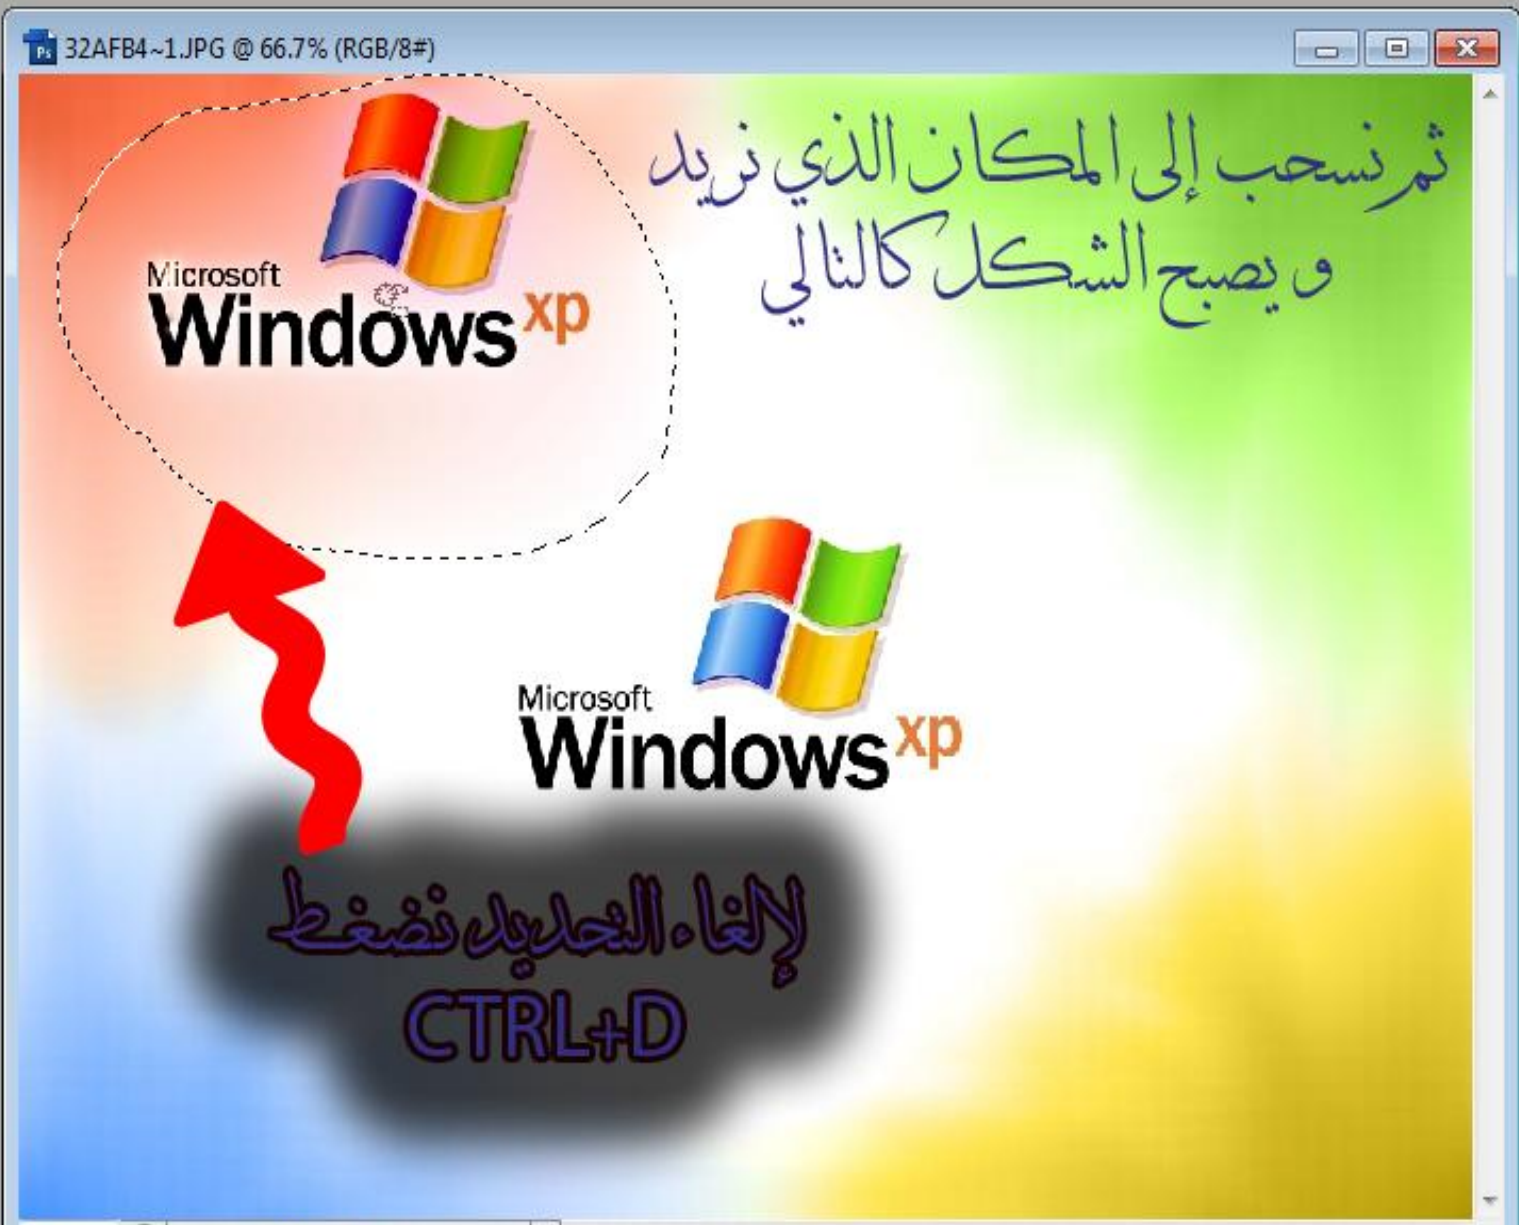 32AFB4~1.JPG @ 66.7% (RGB/8#)
ثم نسحب إلى المكان الذي نريد
و يصبح الشكل كالتالي
Microsoft
Windows xp
Microsoft
Windows xp
لإلغاء التحديد نضغط
CTRL+D